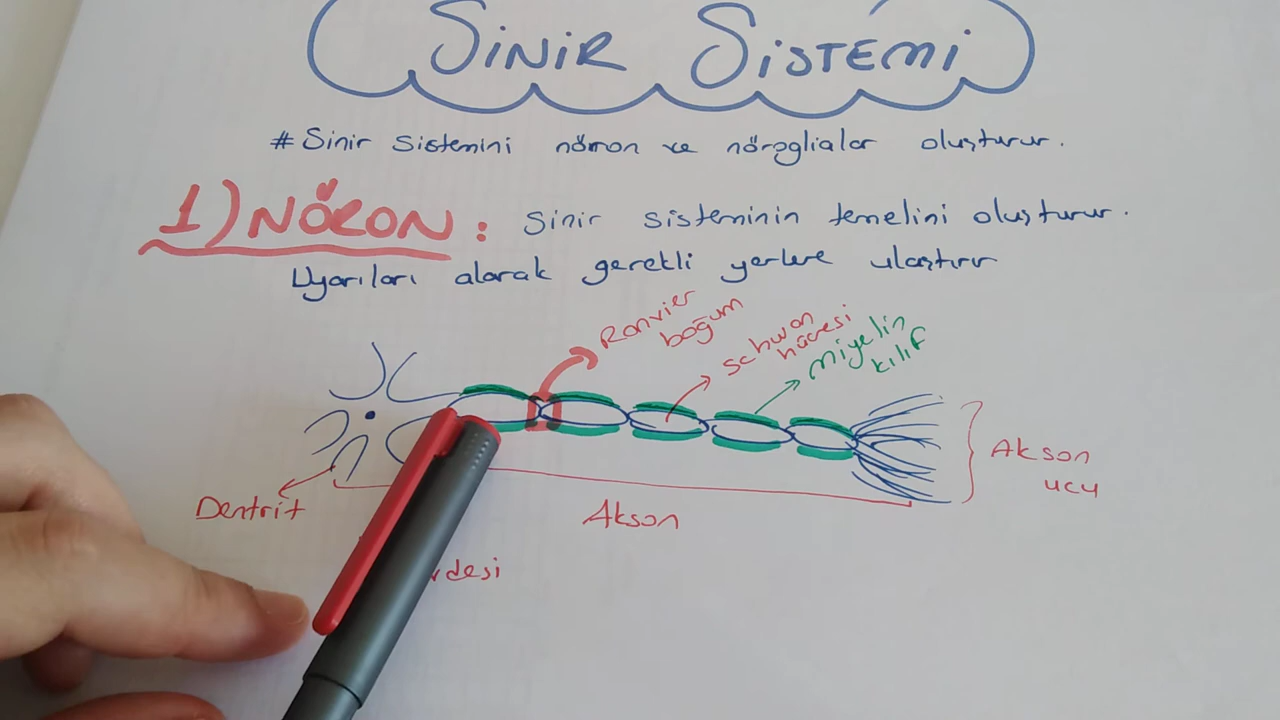 SiNiR SiSTEMi
# Sinir sistemini nöron ve nöroglialar oluşturur.
1) NÖRON : Sinir sisteminin temelini oluşturur.
Uyarıları alarak gerekli yerlere ulaştırır
Ranvier
boğum
Schwan
hücresi
Miyelin
kılıf
Dentrit
Akson
Akson
ucu